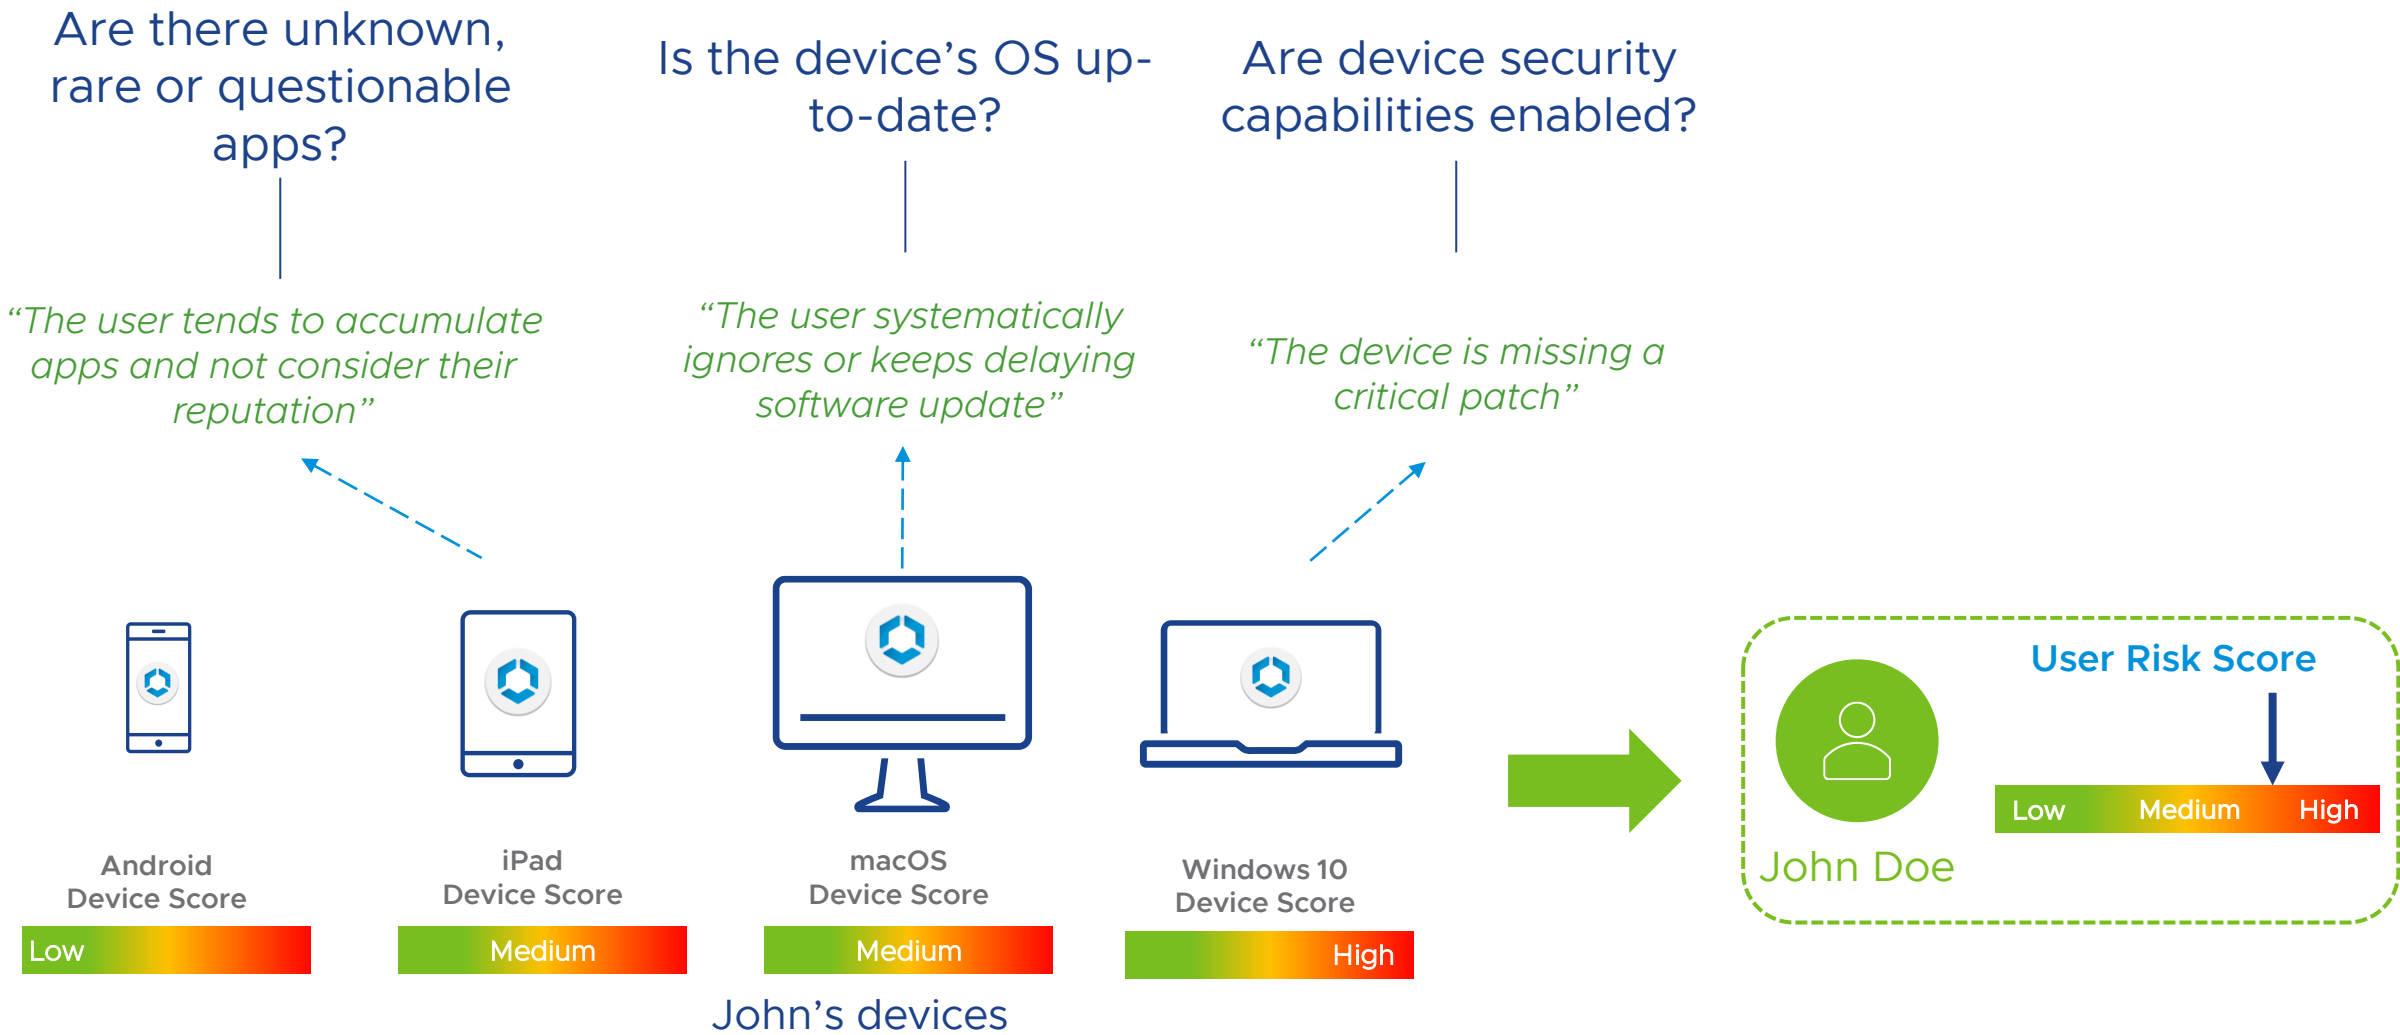 Are there unknown,
rare or questionable
apps?
Is the device’s OS up-
to-date?
Are device security
capabilities enabled?
“The user tends to accumulate
apps and not consider their
reputation”
“The user systematically
ignores or keeps delaying
software update”
“The device is missing a
critical patch”
Android
Device Score
Low
iPad
Device Score
Medium
macOS
Device Score
Medium
Windows 10
Device Score
High
John’s devices
User Risk Score
Low Medium High
John Doe